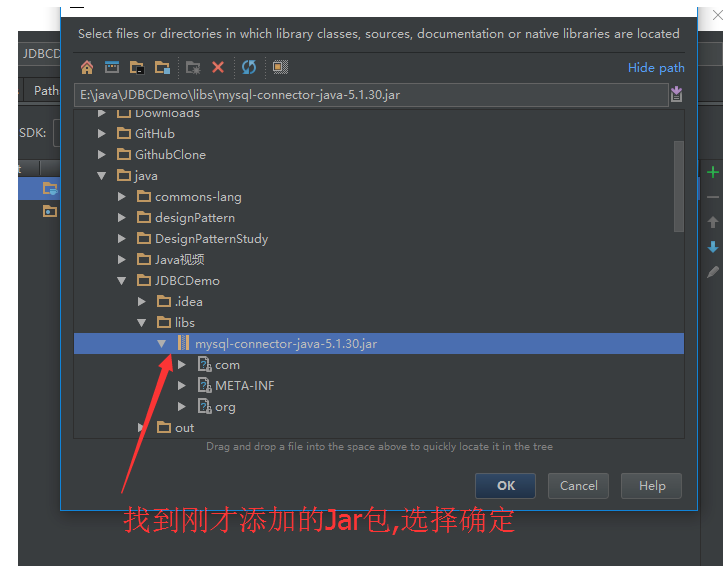 Select files or directories in which library classes, sources, documentation or native libraries are located
JDBCD
Hide path
Path
E:\java\JDBCDemo\libs\mysql-connector-java-5.1.30.jar
Downloads
SDK:
GitHub
GithubClone
t
java
commons-lang
designPattern
DesignPatternStudy
Java视频
JDBCDemo
.idea
libs
mysql-connector-java-5.1.30.jar
com
META-INF
org
out
Drag and drop a file into the space above to quickly locate it in the tree
OK Cancel Help
找到刚才添加的Jar包,选择确定